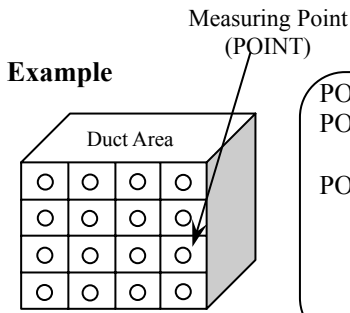 Measuring Point
(POINT)
Example
Duct Area
PO
PO
PO